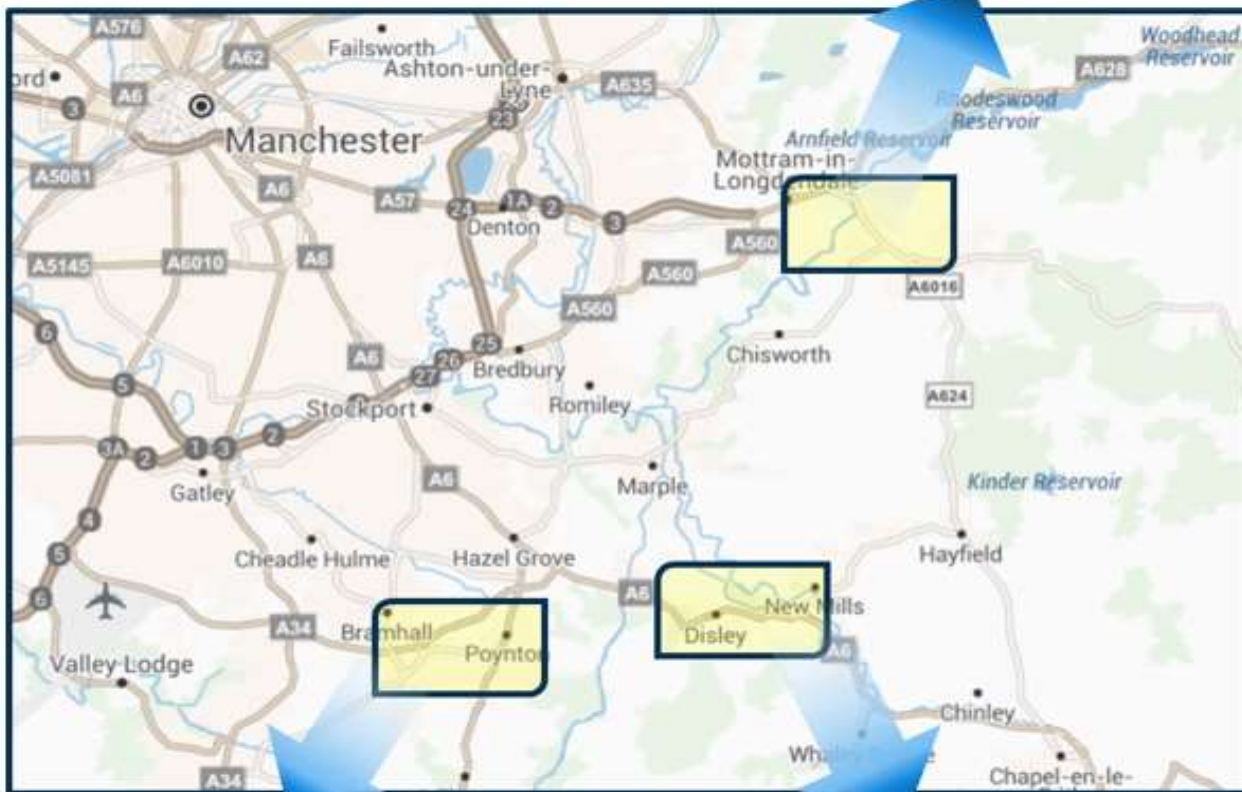 A576
A62
Failsworth
Woodhead
Reservoir
ord
A6
Ashton-under-
Lyne
A635
A628
3
23
Rhodeswood
Reservoir
Manchester
Arnfield Reservoir
Mottram-in-
Longdendale
A5081
A6
A57
24
1A
2
3
Denton
A560
A5145
A6010
A6
A560
A6016
A560
6
25
Chisworth
A6
26
27
Bredbury
5
Romiley
A624
Stockport
3A
2
1
3
2
Gatley
A6
Marple
Kinder Reservoir
4
Cheadle Hulme
Hazel Grove
Hayfield
5
6
A6
New Mills
A34
Bramhall
Disley
Poynton
A6
Valley Lodge
Chinley
A34
Chapel-en-le-